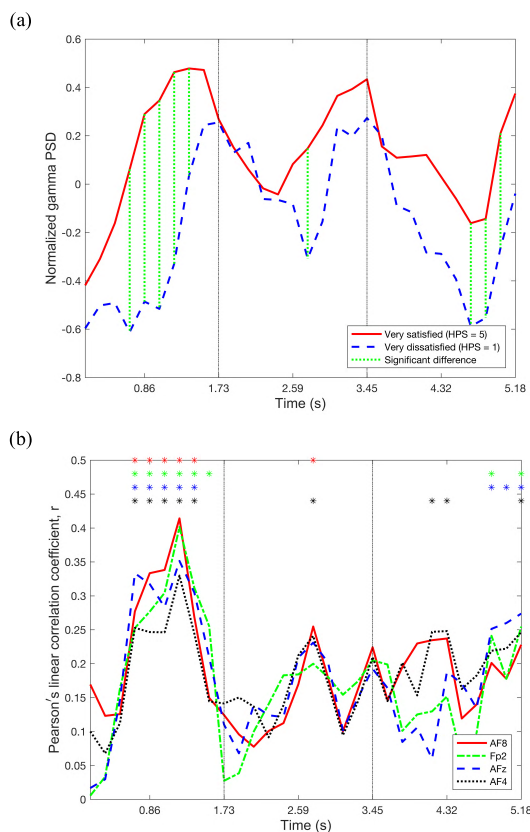 (a)
0.6
0.4
0.2
0
-0.2
-0.4
-0.6
-0.8
Normalized gamma PSD
Very satisfied (HPS = 5)
Very dissatisfied (HPS = 1)
Significant difference
0.86 1.73 2.59 3.45 4.32 5.18
Time (s)
(b)
0.5
0.45
0.4
0.35
0.3
0.25
0.2
0.15
0.1
0.05
0
Pearson's linear correlation coefficient, r
AF8
Fp2
AFz
AF4
0.86 1.73 2.59 3.45 4.32 5.18
Time (s)